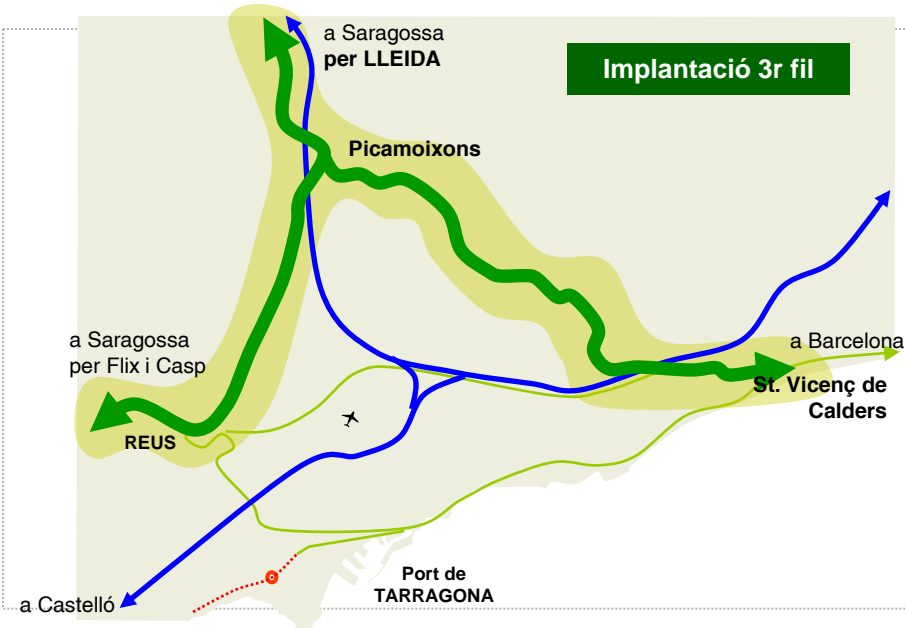 a Saragossa
per LLEIDA
Implantació 3r fil
Picamoixons
a Saragossa
per Flix i Casp
a Barcelona
St. Vicenç de
Calders
REUS
Port de
TARRAGONA
a Castelló
c